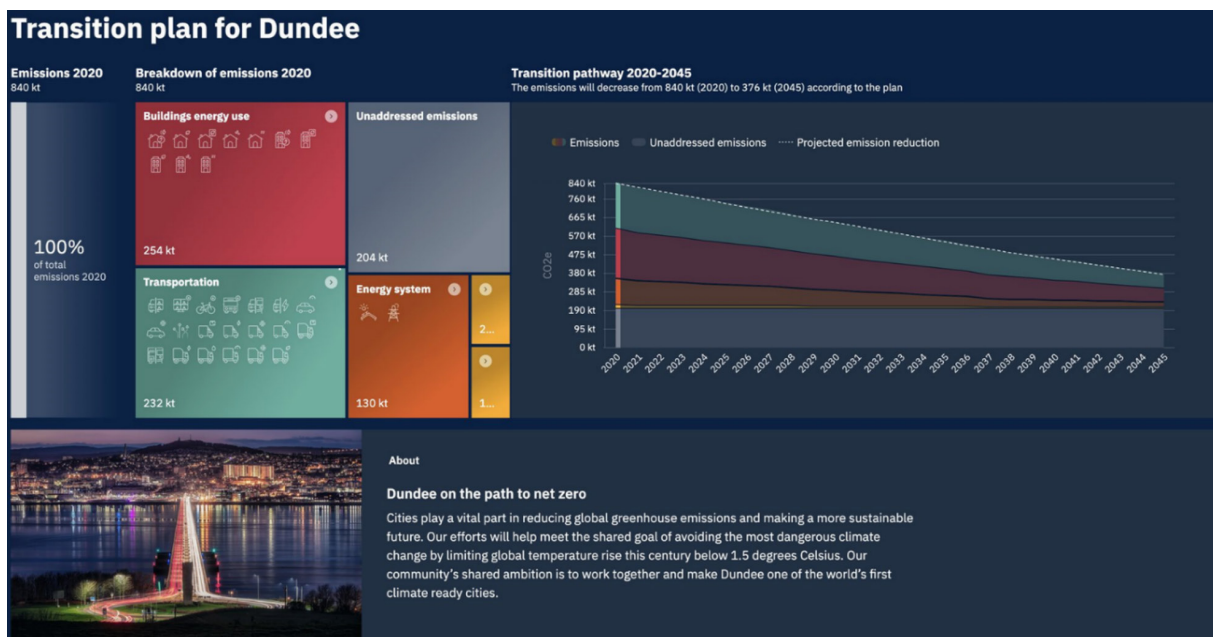 Transition plan for Dundee
Emissions 2020
840 kt
Breakdown of emissions 2020
840 kt
Transition pathway 2020-2045
The emissions will decrease from 840 kt (2020) to 376 kt (2045) according to the plan
100%
of total
emissions 2020
Buildings energy use
254 kt
Unaddressed emissions
204 kt
Transportation
232 kt
Energy system
130 kt
2...
1...
Emissions
Unaddressed emissions
Projected emission reduction
CO2e
840 kt
760 kt
665 kt
570 kt
475 kt
380 kt
285 kt
190 kt
95 kt
0 kt
2020
2021
2022
2023
2024
2025
2026
2027
2028
2029
2030
2031
2032
2033
2034
2035
2036
2037
2038
2039
2040
2041
2042
2043
2044
2045
About
Dundee on the path to net zero
Cities play a vital part in reducing global greenhouse emissions and making a more sustainable
future. Our efforts will help meet the shared goal of avoiding the most dangerous climate
change by limiting global temperature rise this century below 1.5 degrees Celsius. Our
community's shared ambition is to work together and make Dundee one of the world's first
climate ready cities.